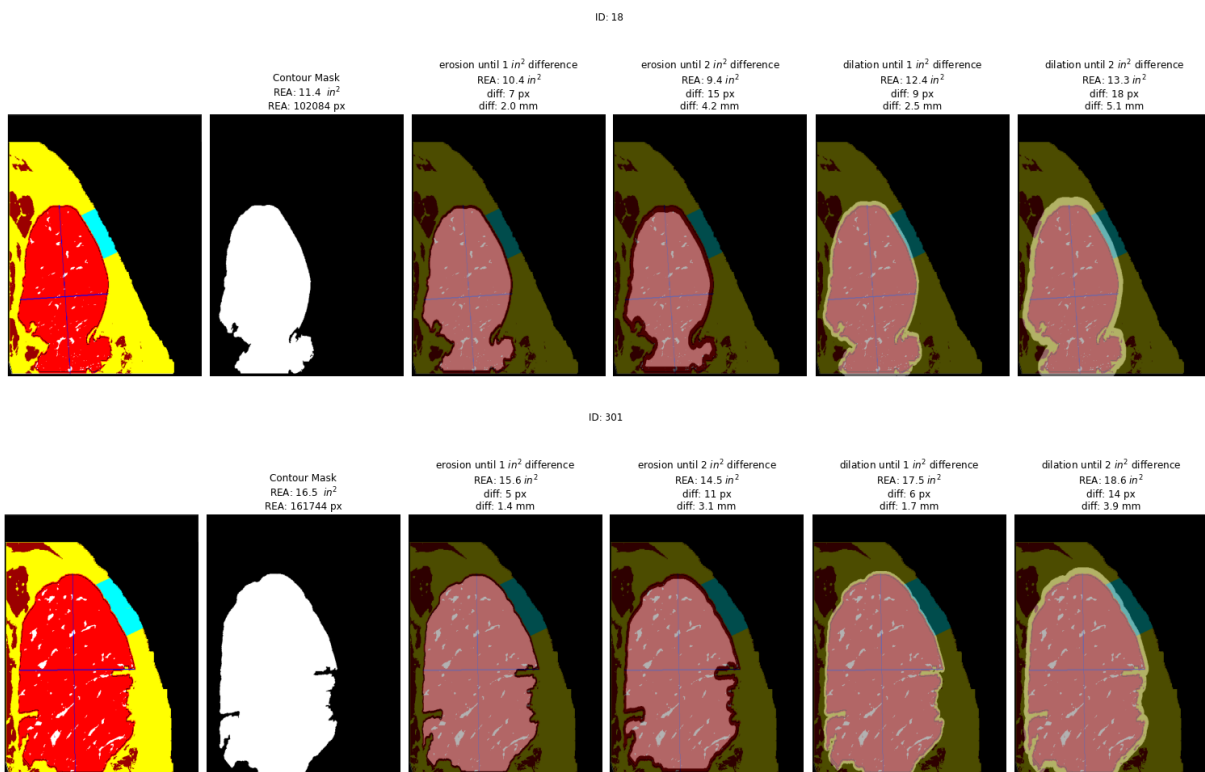 ID: 18
Contour Mask
REA: 11.4 in²
REA: 102084 px
erosion until 1 in² difference
REA: 10.4 in²
diff: 7 px
diff: 2.0 mm
erosion until 2 in² difference
REA: 9.4 in²
diff: 15 px
diff: 4.2 mm
dilation until 1 in² difference
REA: 12.4 in²
diff: 9 px
diff: 2.5 mm
dilation until 2 in² difference
REA: 13.3 in²
diff: 18 px
diff: 5.1 mm
ID: 301
Contour Mask
REA: 16.5 in²
REA: 161744 px
erosion until 1 in² difference
REA: 15.6 in²
diff: 5 px
diff: 1.4 mm
erosion until 2 in² difference
REA: 14.5 in²
diff: 11 px
diff: 3.1 mm
dilation until 1 in² difference
REA: 17.5 in²
diff: 6 px
diff: 1.7 mm
dilation until 2 in² difference
REA: 18.6 in²
diff: 14 px
diff: 3.9 mm